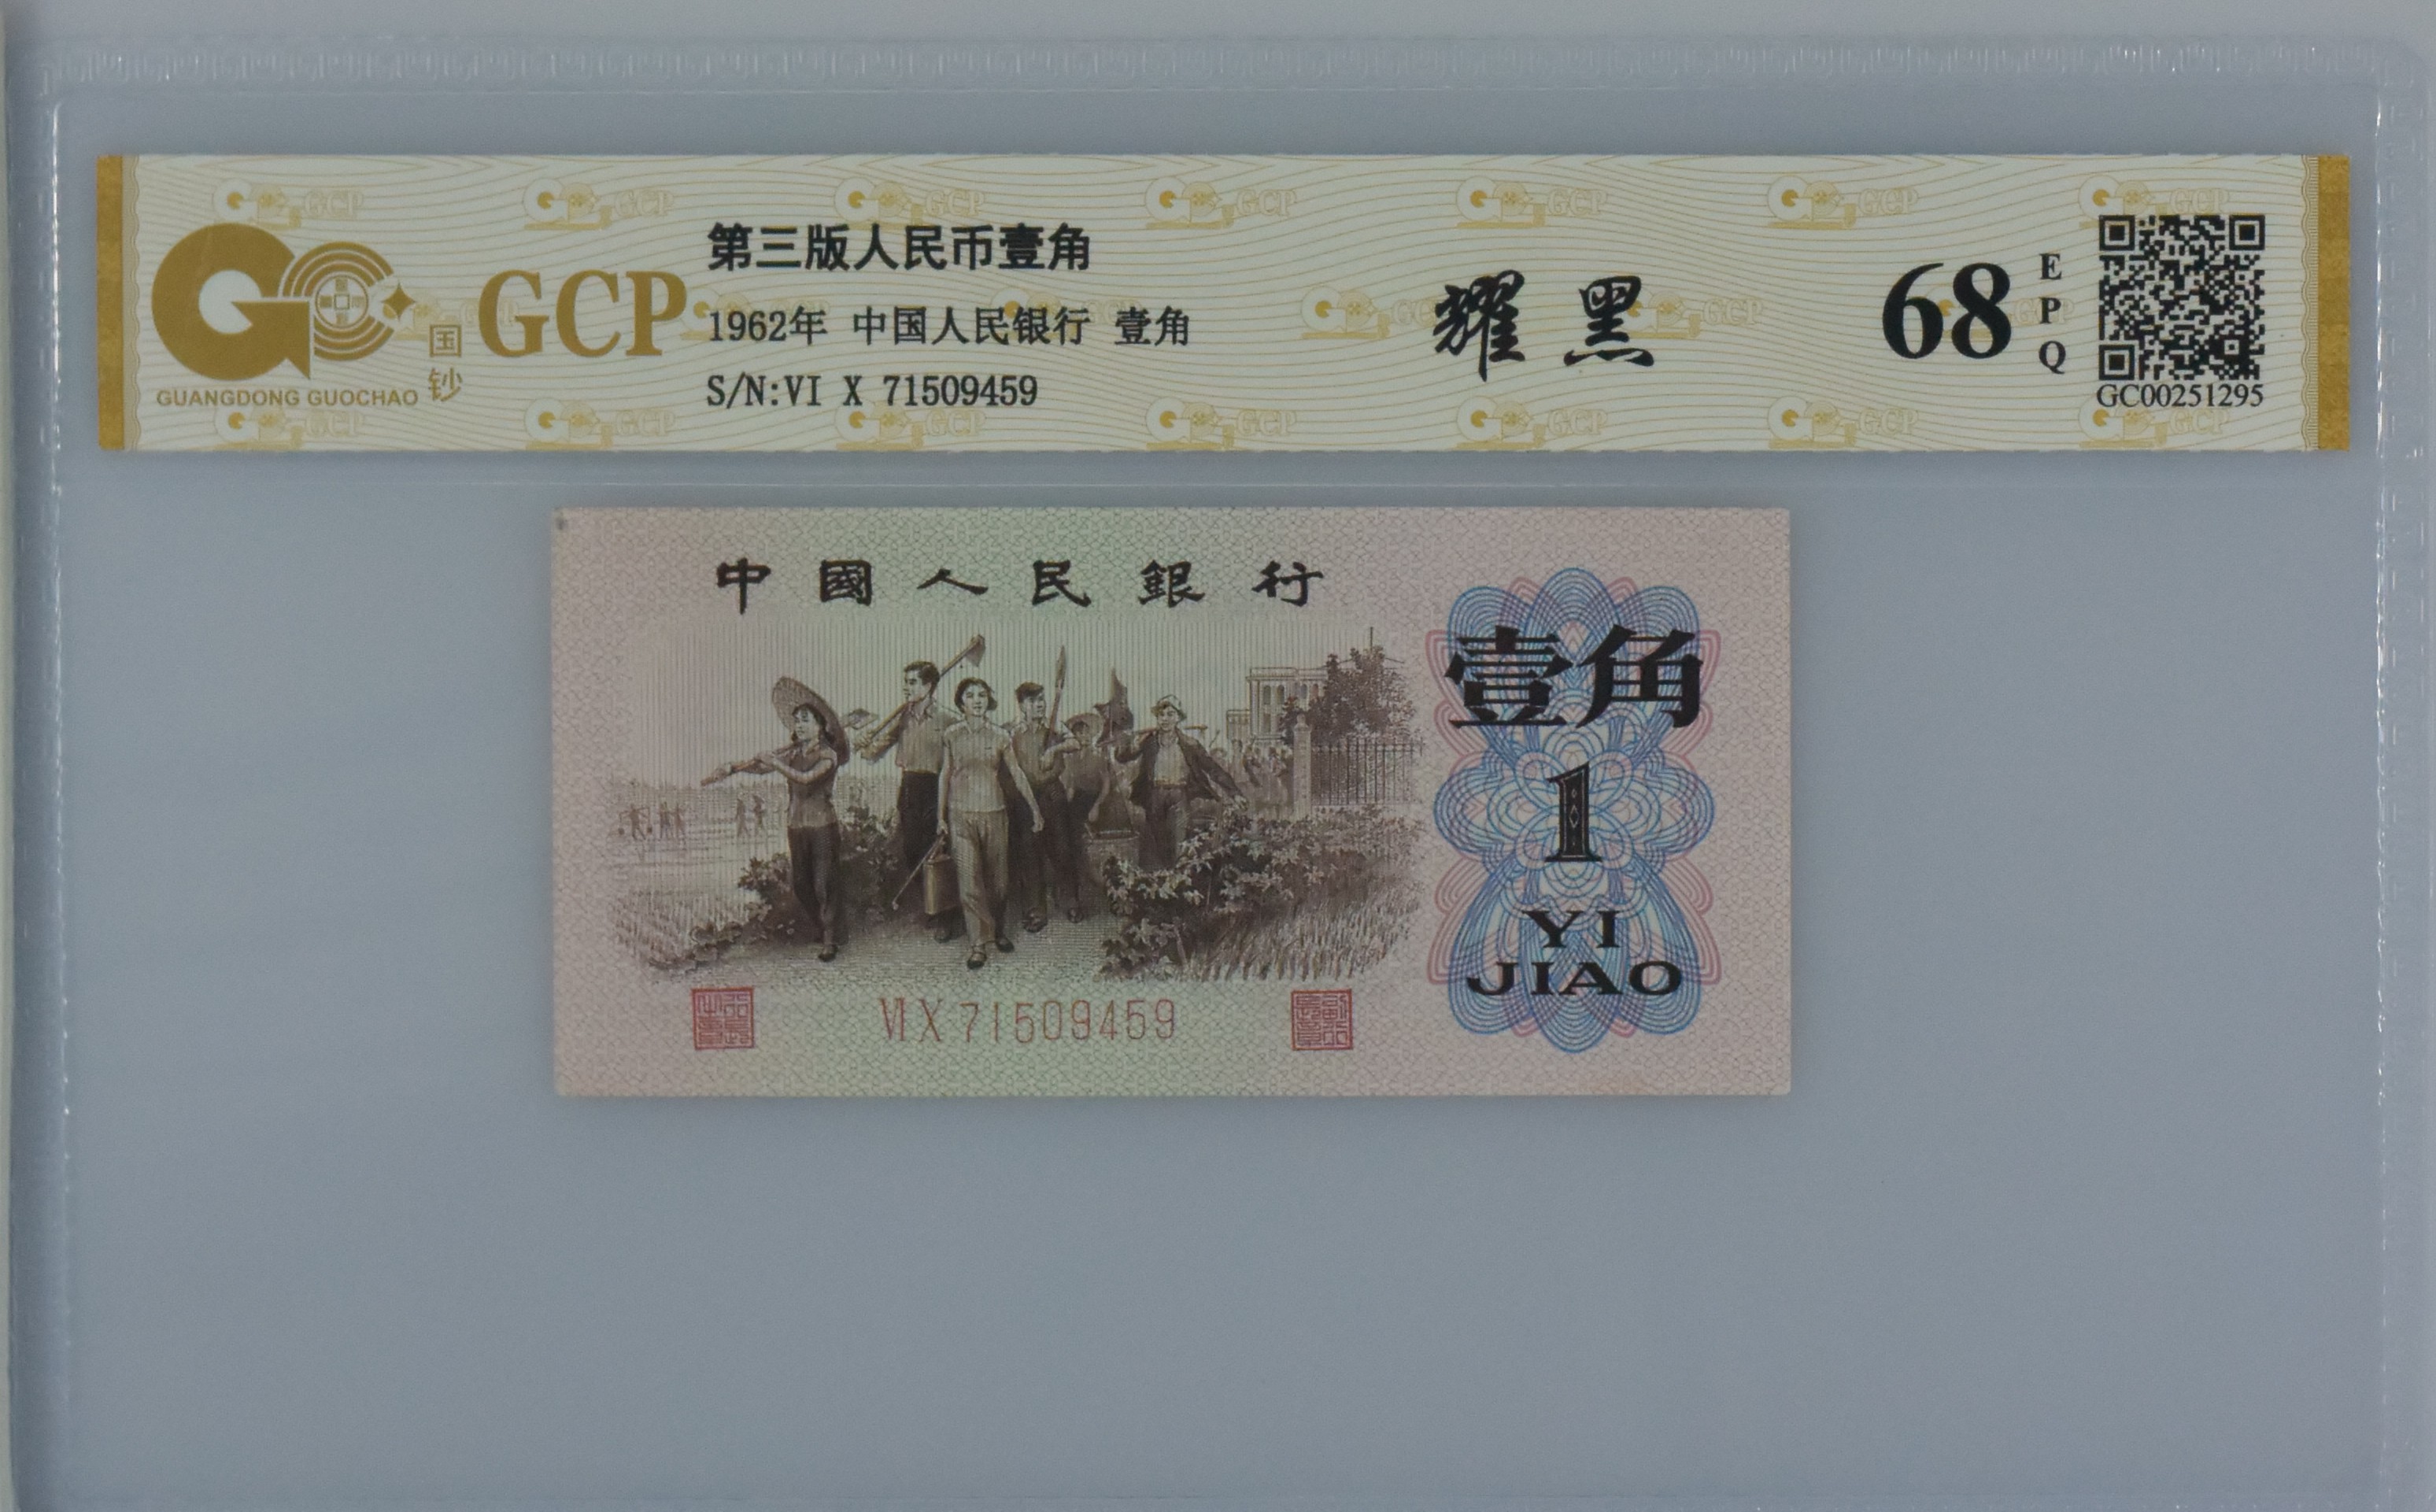 GCP
国钞
GUANGDONG GUOCHAO
第三版人民币壹角
1962年 中国人民银行 壹角
S/N:VI X 71509459
耀黑
68
EPQ
GC00251295
中國人民銀行
壹角
1
YI
JIAO
VI X 71509459